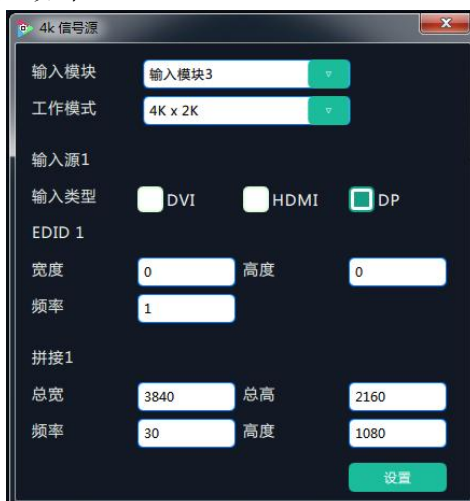 4k 信号源
输入模块 输入模块3
工作模式 4K x 2K
输入源1
输入类型 DVI HDMI DP
EDID 1
宽度 0 高度 0
频率 1
拼接1
总宽 3840 总高 2160
频率 30 高度 1080
设置